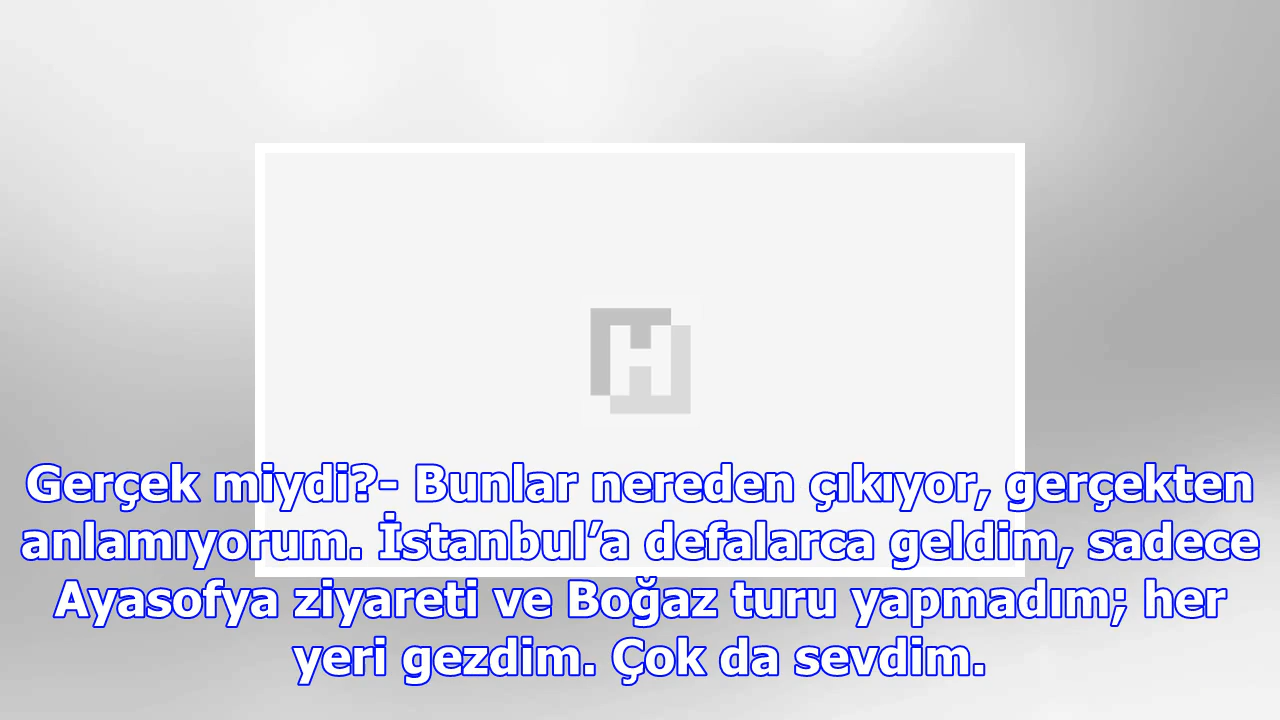 Gerçek miydi?- Bunlar nereden çıkıyor, gerçekten
anlamıyorum. İstanbul’a defalarca geldim, sadece
Ayasofya ziyareti ve Boğaz turu yapmadım; her
yeri gezdim. Çok da sevdim.